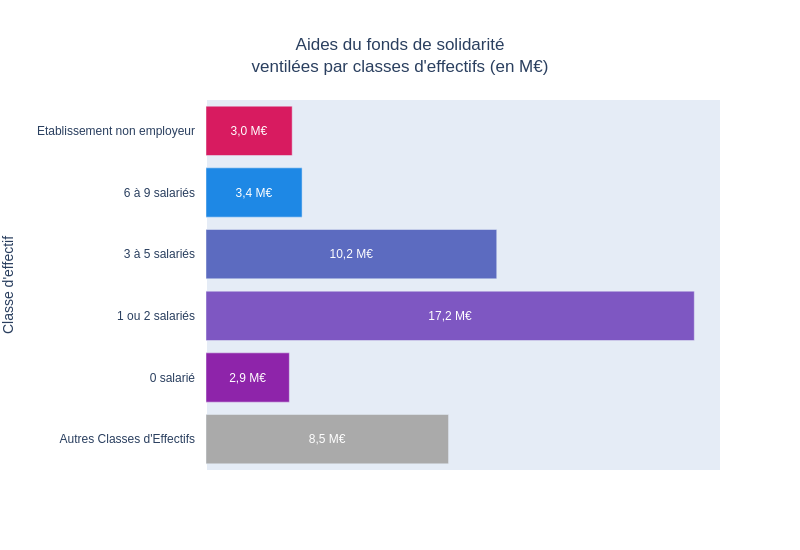 Aides du fonds de solidarité
ventilées par classes d'effectifs (en M€)
Classe d'effectif
Etablissement non employeur
3,0 M€
6 à 9 salariés
3,4 M€
3 à 5 salariés
10,2 M€
1 ou 2 salariés
17,2 M€
0 salarié
2,9 M€
Autres Classes d'Effectifs
8,5 M€